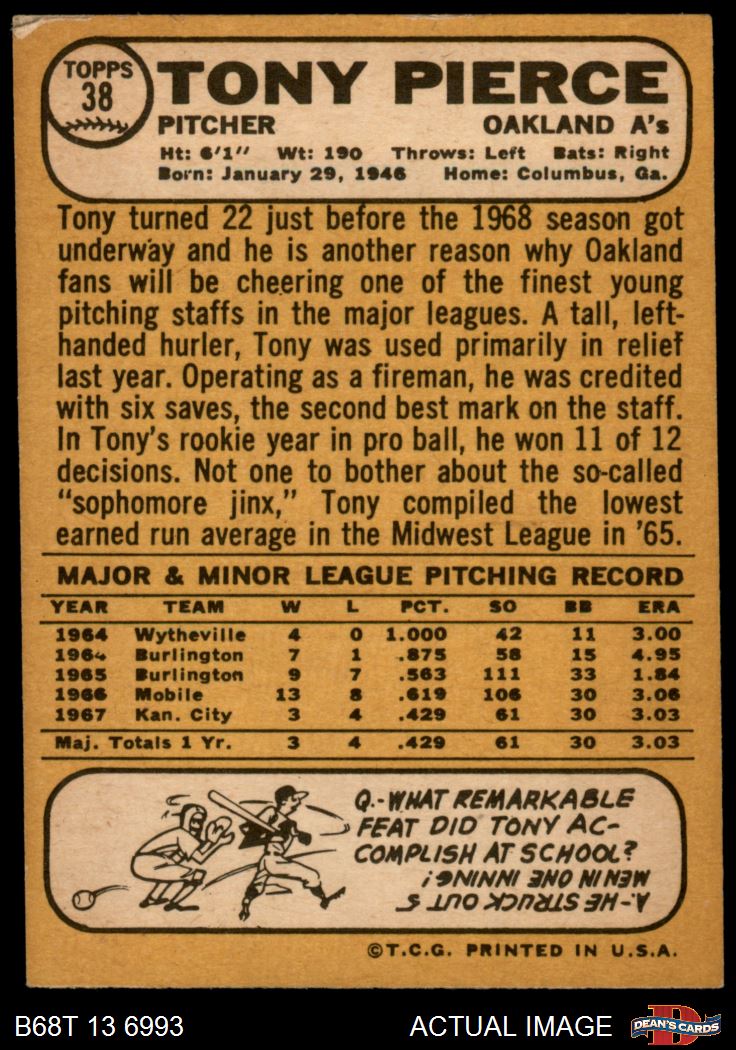 TOPPS
38
TONY PIERCE
PITCHER OAKLAND A's
Ht: 6'1" Wt: 190 Throws: Left Bats: Right
Born: January 29, 1946 Home: Columbus, Ga.
Tony turned 22 just before the 1968 season got
underway and he is another reason why Oakland
fans will be cheering one of the finest young
pitching staffs in the major leagues. A tall, left-
handed hurler, Tony was used primarily in relief
last year. Operating as a fireman, he was credited
with six saves, the second best mark on the staff.
In Tony's rookie year in pro ball, he won 11 of 12
decisions. Not one to bother about the so-called
"sophomore jinx," Tony compiled the lowest
earned run average in the Midwest League in '65.
MAJOR & MINOR LEAGUE PITCHING RECORD
YEAR TEAM W L PCT. SO BB ERA
1964 Wytheville 4 0 1.000 42 11 3.00
1964 Burlington 7 1 .875 58 15 4.95
1965 Burlington 9 7 .563 111 33 1.84
1966 Mobile 13 8 .619 106 30 3.06
1967 Kan. City 3 4 .429 61 30 3.03
Maj. Totals 1 Yr. 3 4 .429 61 30 3.03
Q.-WHAT REMARKABLE
FEAT DID TONY AC-
COMPLISH AT SCHOOL?
A-HE STRUCK OUT 5
MEN IN ONE INNING!
©T.C.G. PRINTED IN U.S.A.
B68T 13 6993 ACTUAL IMAGE DEAN'S CARDS